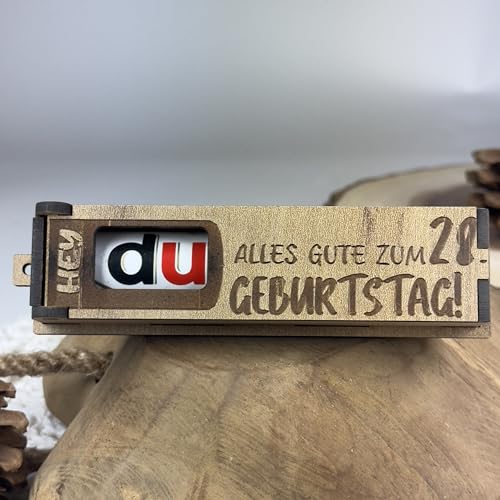 HEY
du
ALLES GUTE ZUM 28.
GEBURTSTAG!